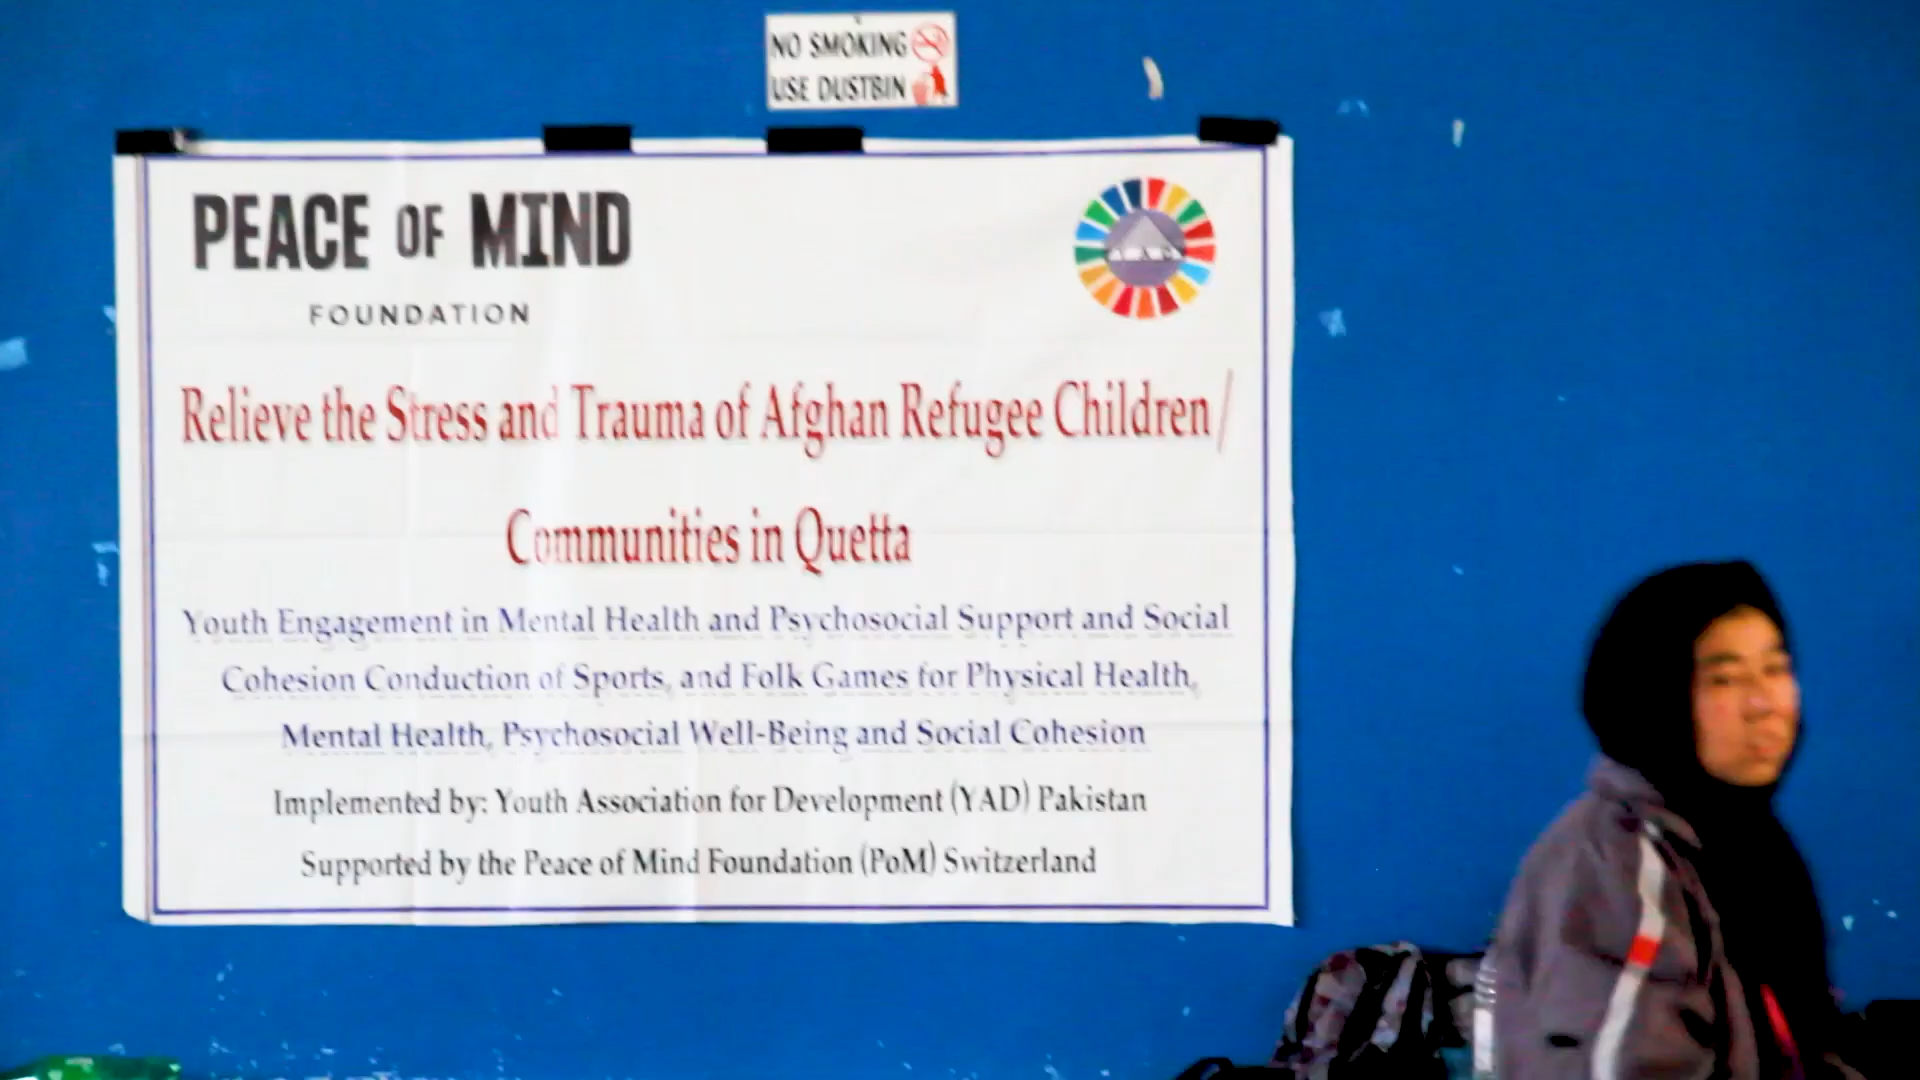 NO SMOKING
USE DUSTBIN
PEACE OF MIND
FOUNDATION
Relieve the Stress and Trauma of Afghan Refugee Children/
Communities in Quetta
Youth Engagement in Mental Health and Psychosocial Support and Social
Cohesion Conduction of Sports, and Folk Games for Physical Health,
Mental Health, Psychosocial Well-Being and Social Cohesion
Implemented by: Youth Association for Development (YAD) Pakistan
Supported by the Peace of Mind Foundation (PoM) Switzerland